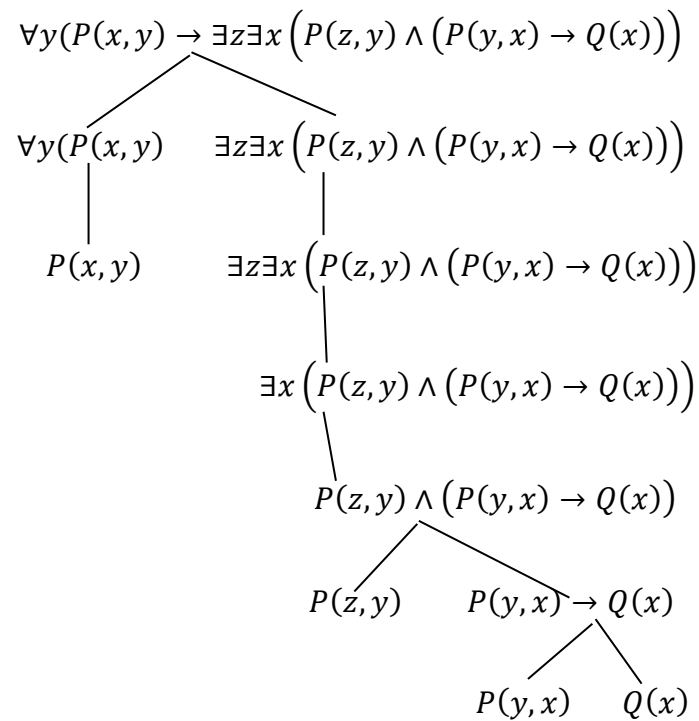 ∀y(P(x, y) → ∃z∃x (P(z, y) ∧ (P(y, x) → Q(x)))
∀y(P(x, y) ∃z∃x (P(z, y) ∧ (P(y, x) → Q(x)))
P(x, y) ∃z∃x (P(z, y) ∧ (P(y, x) → Q(x)))
∃x (P(z, y) ∧ (P(y, x) → Q(x)))
P(z, y) ∧ (P(y, x) → Q(x))
P(z, y) P(y, x) → Q(x)
P(y, x) Q(x)